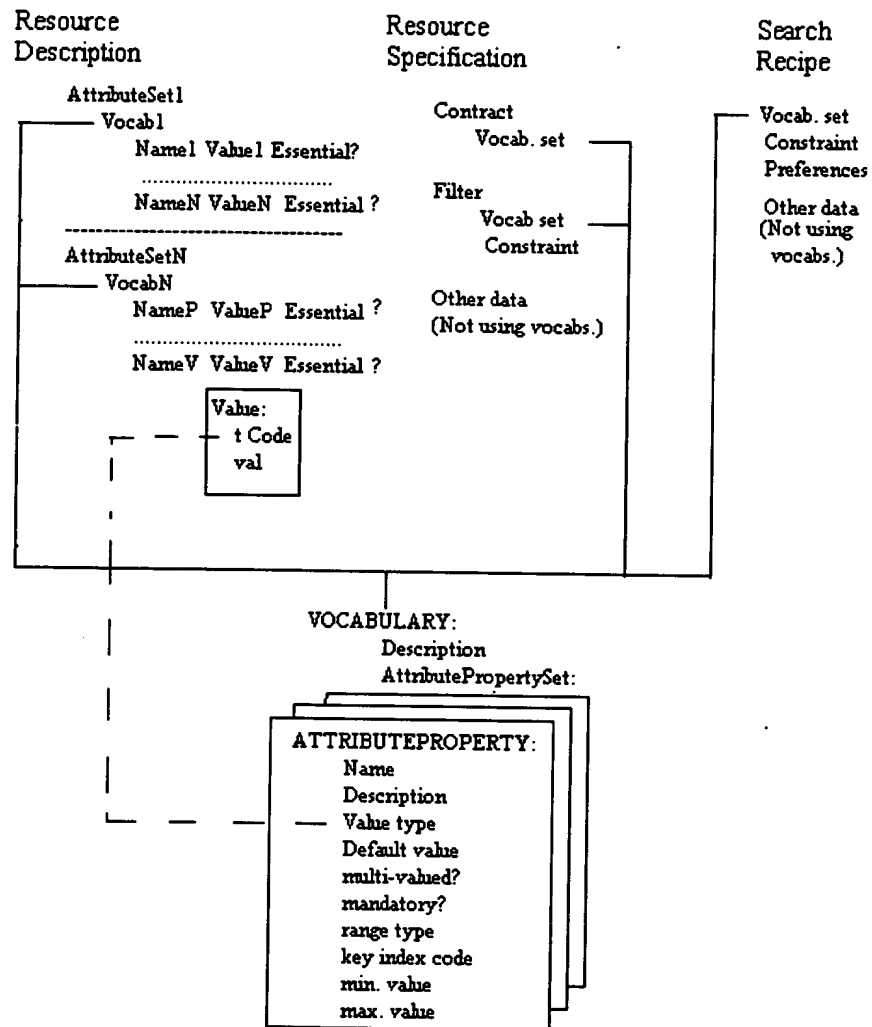 Resource
Description
AttributeSet1
Vocab1
Name1 Value1 Essential?
................................
NameN ValueN Essential ?
----------------------------------------
AttributeSetN
VocabN
NameP ValueP Essential ?
................................
NameV ValueV Essential ?
Value:
t Code
val
Resource
Specification
Contract
Vocab. set
Filter
Vocab set
Constraint
Other data
(Not using vocabs.)
Search
Recipe
Vocab. set
Constraint
Preferences
Other data
(Not using
vocabs.)
VOCABULARY:
Description
AttributePropertySet:
ATTRIBUTEPROPERTY:
Name
Description
Value type
Default value
multi-valued?
mandatory?
range type
key index code
min. value
max. value